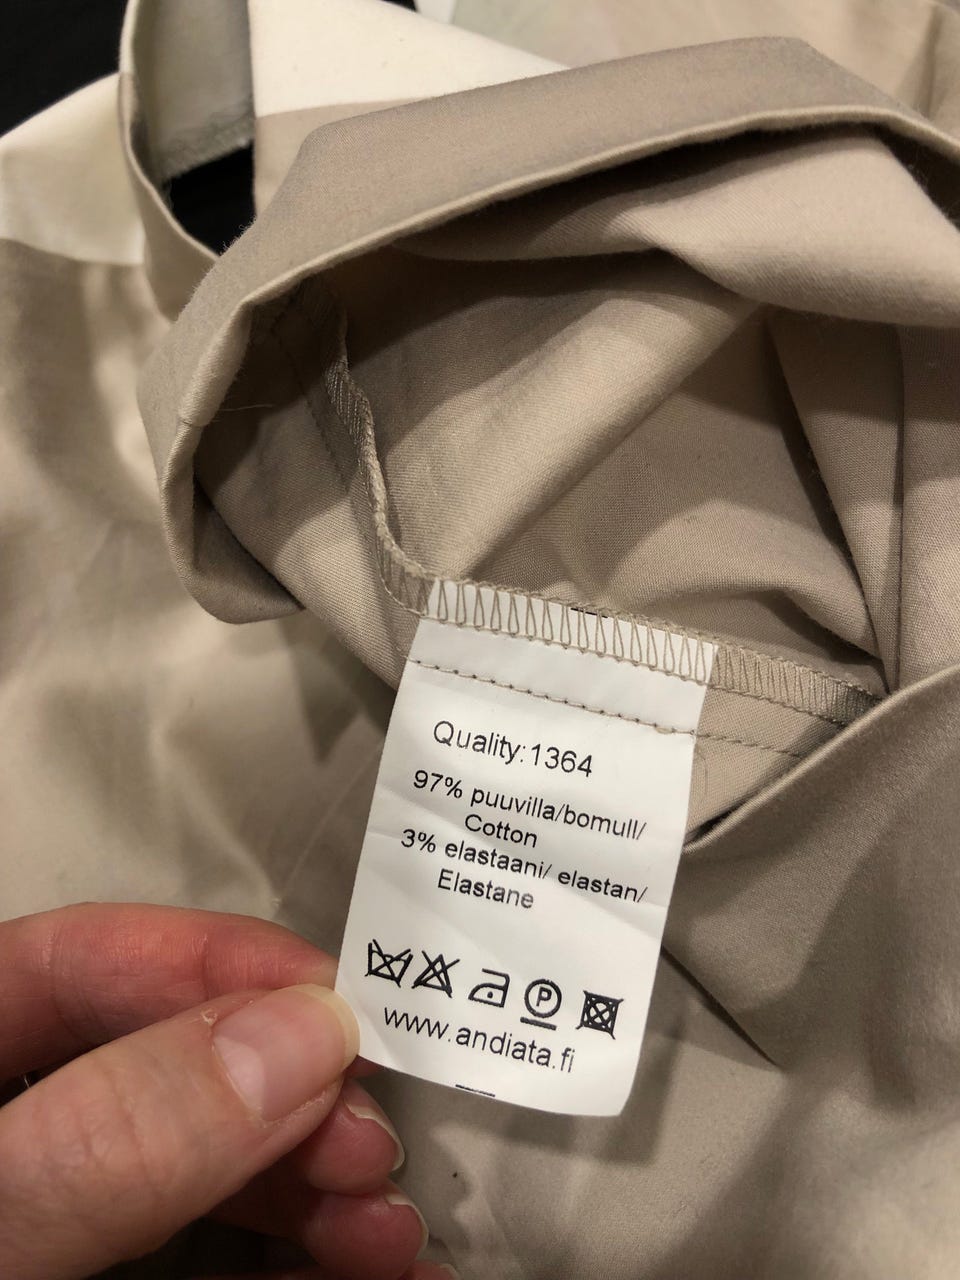 Quality:1364
97% puuvilla/bomull/
Cotton
3% elastaani/ elastan/
Elastane
P
www.andiata.fi